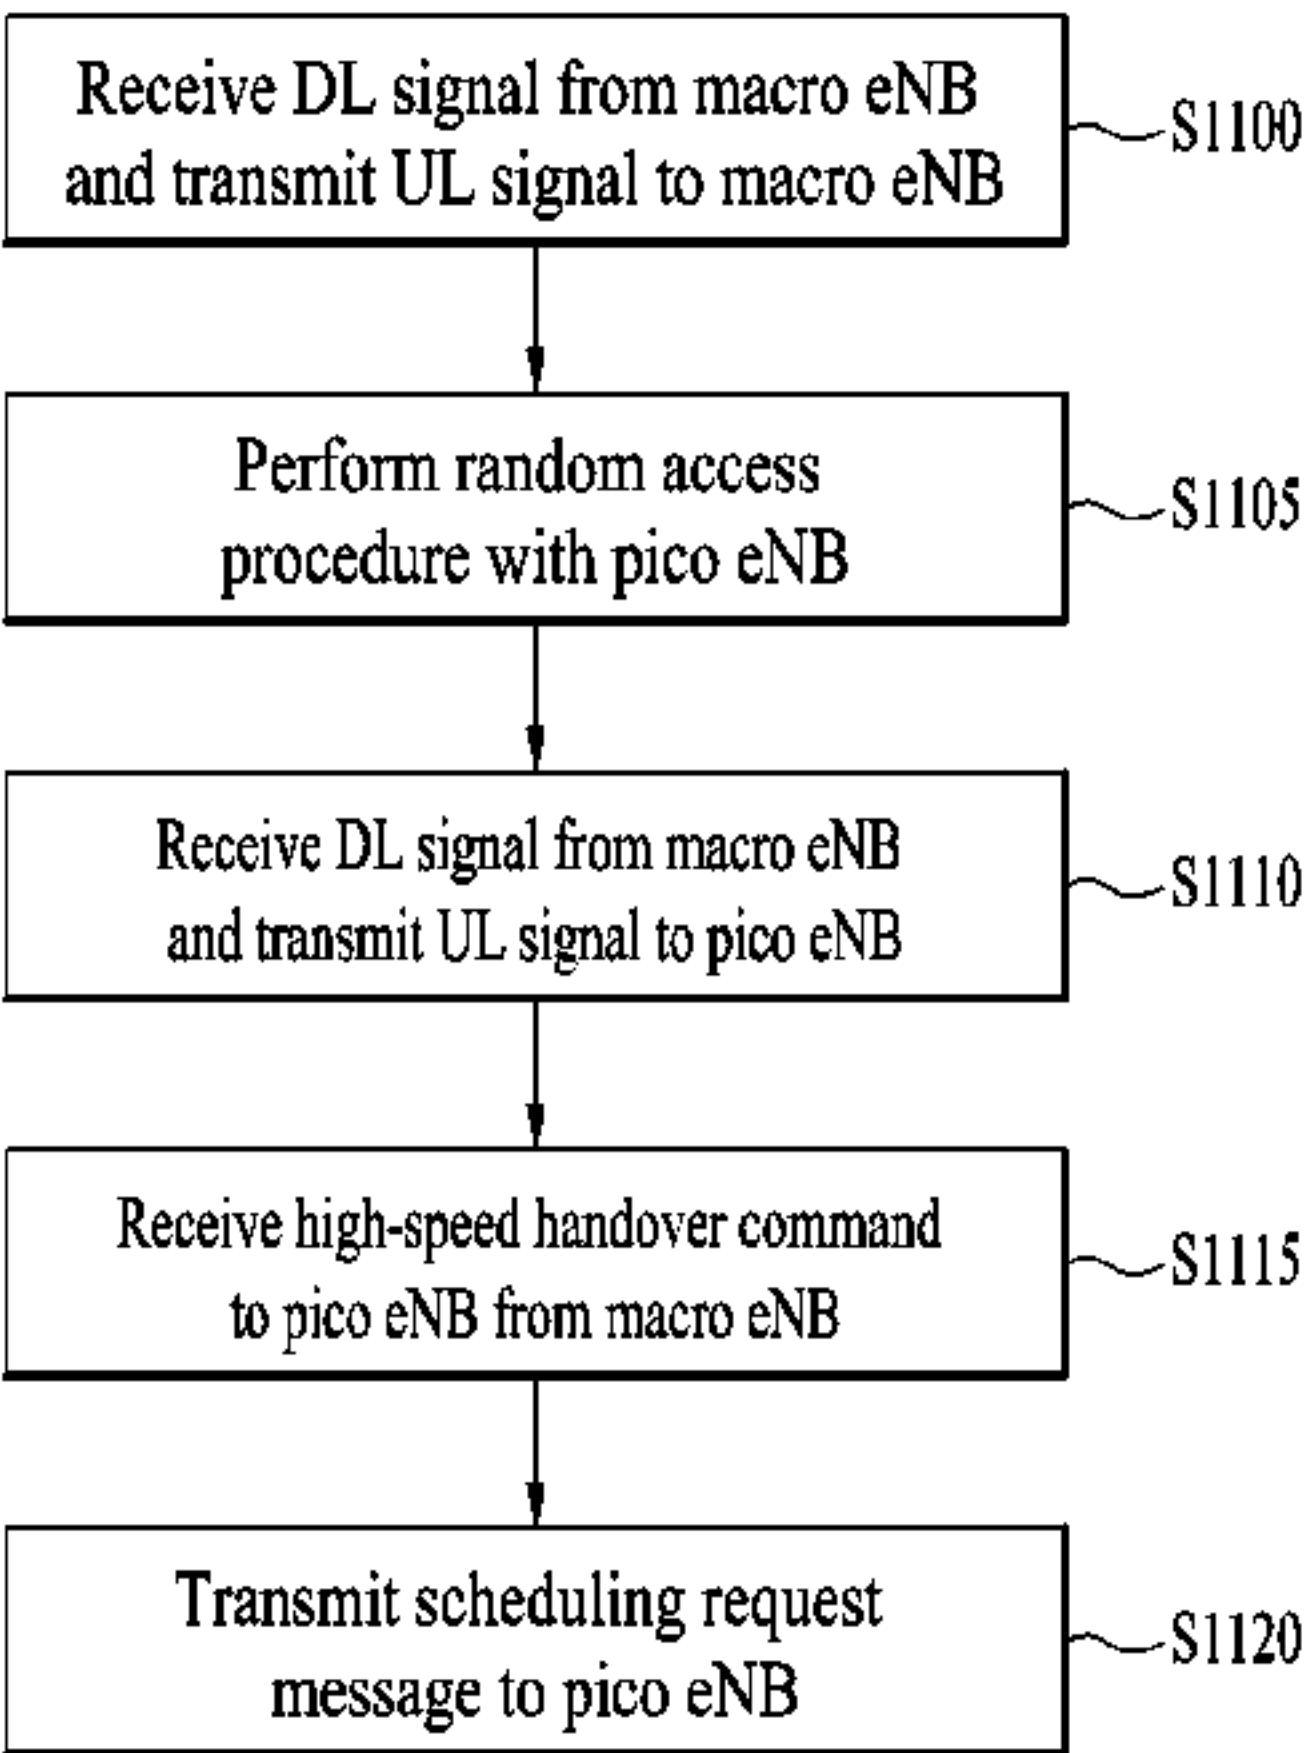 Receive DL signal from macro eNB
and transmit UL signal to macro eNB
S1100
Perform random access
procedure with pico eNB
S1105
Receive DL signal from macro eNB
and transmit UL signal to pico eNB
S1110
Receive high-speed handover command
to pico eNB from macro eNB
S1115
Transmit scheduling request
message to pico eNB
S1120